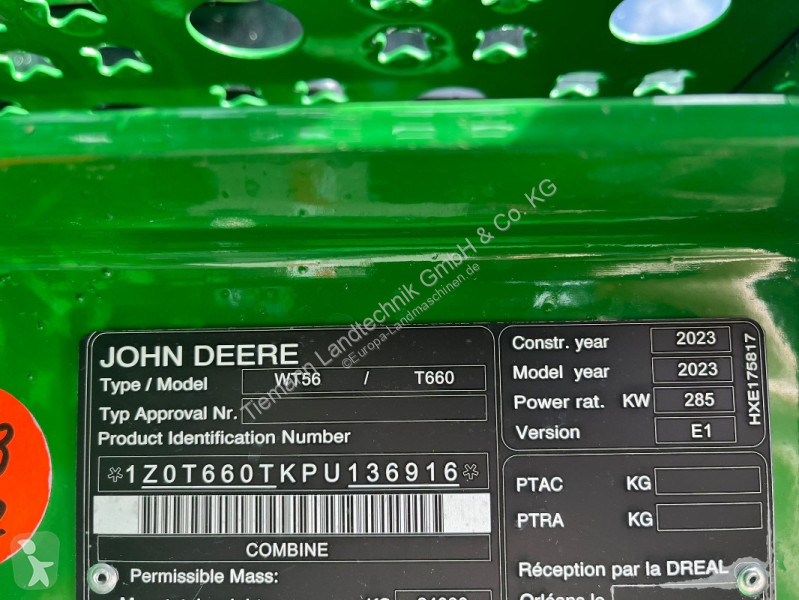 JOHN DEERE
Type / Model WT56 / T660
Typ Approval Nr.
Product Identification Number
*1Z0T660TKPU136916*
COMBINE
Permissible Mass:
Constr. year 2023
Model year 2023
Power rat. KW 285
Version E1
HXE175817
PTAC KG
PTRA KG
Réception par la DREAL
Tiemann Landtechnik GmbH & Co. KG
©Europa-Landmaschinen.de